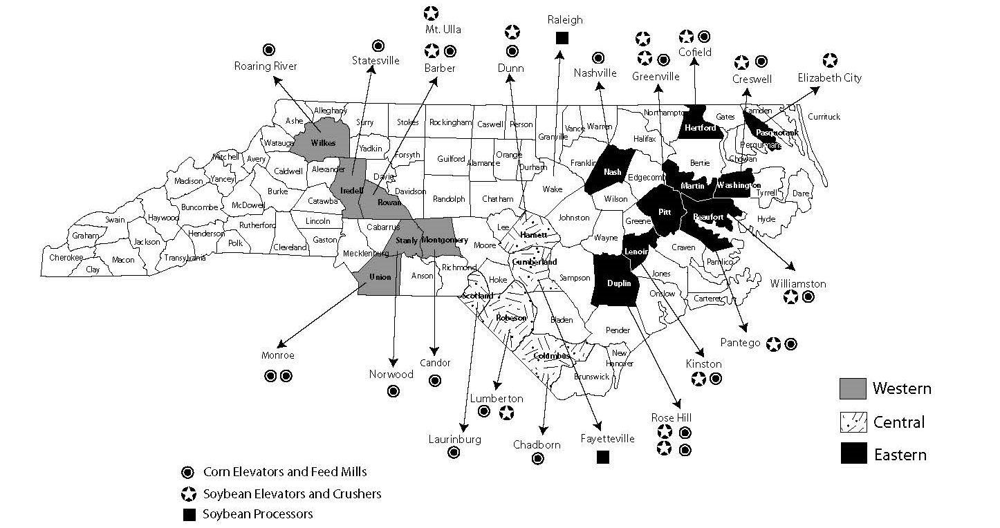 Raleigh
Mt. Ulla
Cofield
Statesville
Roaring River
Barber
Dunn
Nashville
Greenville
Creswell
Elizabeth City
Alleghany
Ashe
Surry
Stokes
Rockingham
Caswell
Person
Granville
Vance
Warren
Northampton
Hertford
Gates
Camden
Currituck
Pasquotank
Perquimans
Chowan
Watauga
Wilkes
Yadkin
Forsyth
Guilford
Alamance
Orange
Durham
Franklin
Halifax
Bertie
Mitchell
Avery
Caldwell
Alexander
Davie
Nash
Edgecomb
Martin
Washington
Tyrrell
Dare
Madison
Yancey
Burke
Iredell
Davidson
Rowan
Randolph
Chatham
Wake
Wilson
Buncombe
McDowell
Catawba
Pitt
Beaufort
Hyde
Swain
Haywood
Rutherford
Lincoln
Cabarrus
Lee
Harnett
Johnston
Greene
Graham
Jackson
Henderson
Polk
Cleveland
Gaston
Stanly
Montgomery
Moore
Wayne
Lenoir
Craven
Pamlico
Cherokee
Clay
Macon
Transylvania
Mecklenburg
Union
Anson
Richmond
Hoke
Cumberland
Sampson
Duplin
Jones
Onslow
Carteret
Scotland
Robeson
Bladen
Pender
Columbus
New
Hanover
Brunswick
Williamston
Pantego
Kinston
Monroe
Norwood
Candor
Lumberton
Laurinburg
Chadborn
Fayetteville
Rose Hill
Western
Central
Eastern
Corn Elevators and Feed Mills
Soybean Elevators and Crushers
Soybean Processors